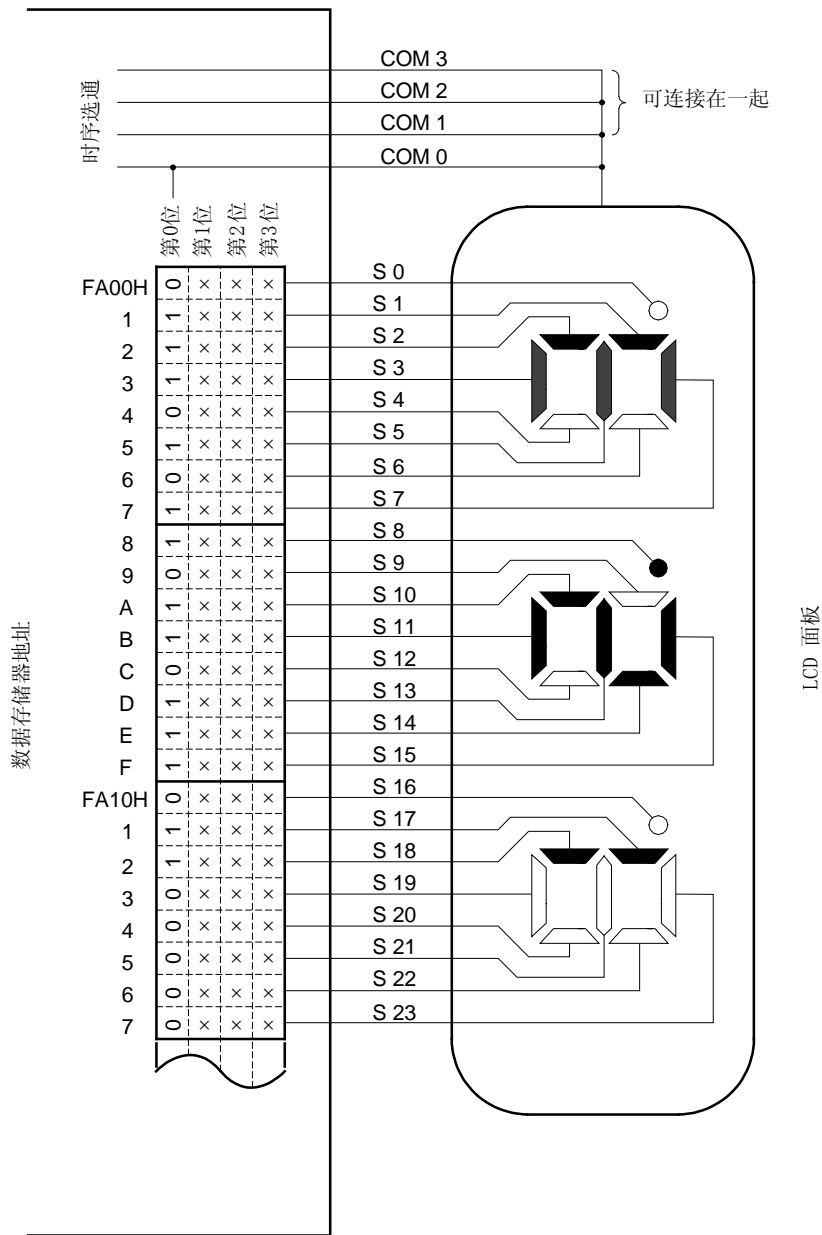 COM 3
COM 2
COM 1
COM 0
可连接在一起
时序选通
第0位
第1位
第2位
第3位
FA00H 0 × × × S 0
1 1 × × × S 1
2 1 × × × S 2
3 1 × × × S 3
4 0 × × × S 4
5 1 × × × S 5
6 0 × × × S 6
7 1 × × × S 7
8 1 × × × S 8
9 0 × × × S 9
A 1 × × × S 10
B 1 × × × S 11
C 0 × × × S 12
D 1 × × × S 13
E 1 × × × S 14
F 1 × × × S 15
FA10H 0 × × × S 16
1 1 × × × S 17
2 1 × × × S 18
3 0 × × × S 19
4 0 × × × S 20
5 0 × × × S 21
6 0 × × × S 22
7 0 × × × S 23
数据存储器地址
LCD 面板